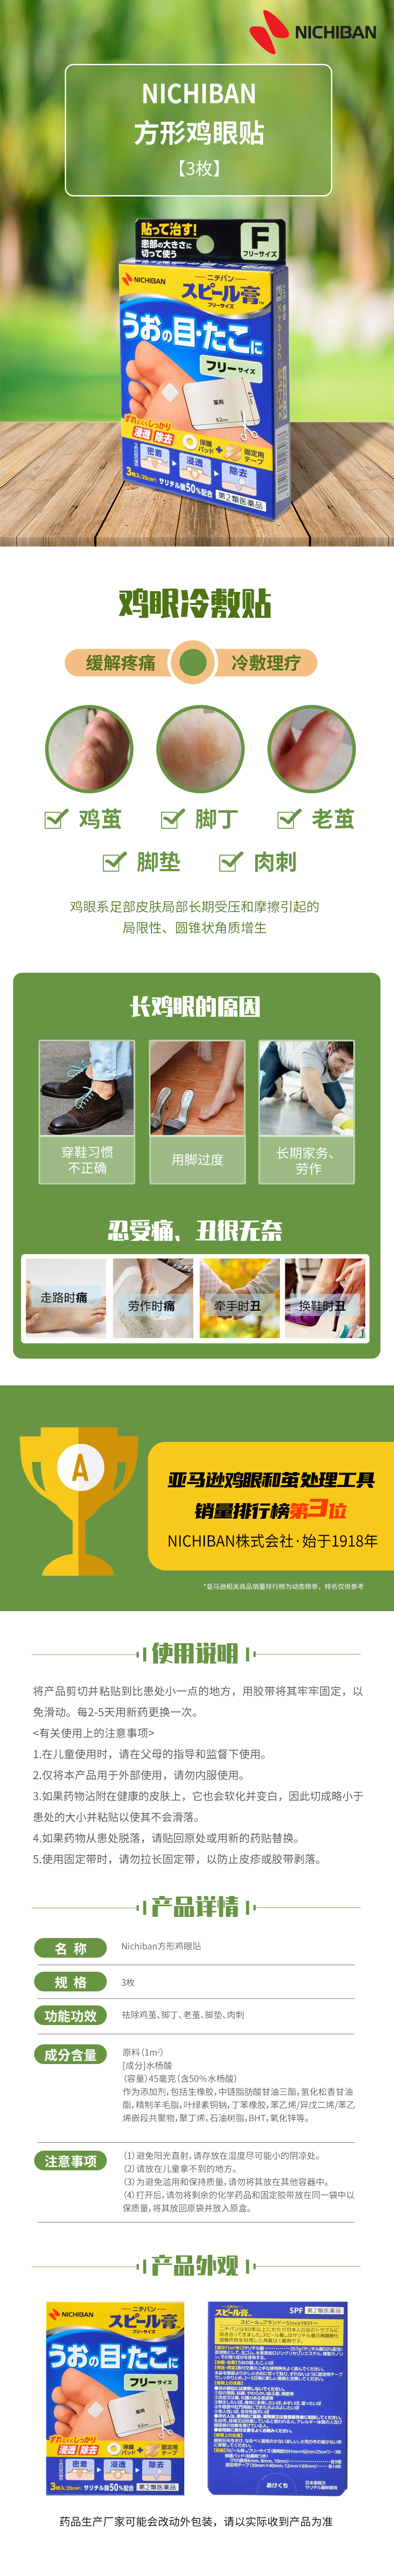 NICHIBAN
NICHIBAN
方形鸡眼贴
【3枚】
貼って治す!
患部の大きさに
切って使う
F
フリーサイズ
NICHIBAN
ニチバン
スピール膏
フリーサイズ
うおの目・たこに
フリーサイズ
薬剤
62mm
ずれにくくしっかり
浸透 除去
保護パッド
固定用テープ
密着
浸透
除去
3枚入(25cm²)
サリチル酸50%配合
第2類医薬品
鸡眼冷敷贴
缓解疼痛
冷敷理疗
鸡茧
脚丁
老茧
脚垫
肉刺
鸡眼系足部皮肤局部长期受压和摩擦引起的
局限性、圆锥状角质增生
长鸡眼的原因
穿鞋习惯
不正确
用脚过度
长期家务、
劳作
忍受痛、丑很无奈
走路时痛
劳作时痛
牵手时丑
换鞋时丑
A
亚马逊鸡眼和茧处理工具
销量排行榜第3位
NICHIBAN株式会社·始于1918年
*亚马逊相关商品销量排行榜为动态榜单，排名仅供参考
使用说明
将产品剪切并粘贴到比患处小一点的地方，用胶带将其牢牢固定，以
免滑动。每2-5天用新药更换一次。
<有关使用上的注意事项>
1.在儿童使用时，请在父母的指导和监督下使用。
2.仅将本产品用于外部使用，请勿内服使用。
3.如果药物沾附在健康的皮肤上，它也会软化并变白，因此切成略小于
患处的大小并粘贴以使其不会滑落。
4.如果药物从患处脱落，请贴回原处或用新的药贴替换。
5.使用固定带时，请勿拉长固定带，以防止皮疹或胶带剥落。
产品详情
名 称
Nichiban方形鸡眼贴
规 格
3枚
功能功效
祛除鸡茧、脚丁、老茧、脚垫、肉刺
成分含量
原料（1m²）
[成分]水杨酸
（容量）45毫克（含50%水杨酸）
作为添加剂，包括生橡胶，中链脂肪酸甘油三酯，氢化松香甘油
酯，精制羊毛脂，叶绿素铜钠，丁苯橡胶，苯乙烯/异戊二烯/苯乙
烯嵌段共聚物，聚丁烯，石油树脂，BHT，氧化锌等。
注意事项
（1）避免阳光直射，请存放在湿度尽可能小的阴凉处。
（2）请放在儿童拿不到的地方。
（3）为避免滥用和保持质量，请勿将其放在其他容器中。
（4）打开后，请勿将剩余的化学药品和固定胶带放在同一袋中以
保质量，将其放回原袋并放入原盒。
产品外观
NICHIBAN
ニチバン
スピール膏
フリーサイズ
うおの目・たこに
フリーサイズ
薬剤
62mm
ずれにくくしっかり
浸透 除去
保護パッド
固定用テープ
密着
浸透
除去
3枚入(25cm²)
サリチル酸50%配合
第2類医薬品
ニチバン
スピール膏
SPF
第2類医薬品
スピール膏ブランド～Since1931～
あけくち
药品生产厂家可能会改动外包装，请以实际收到产品为准